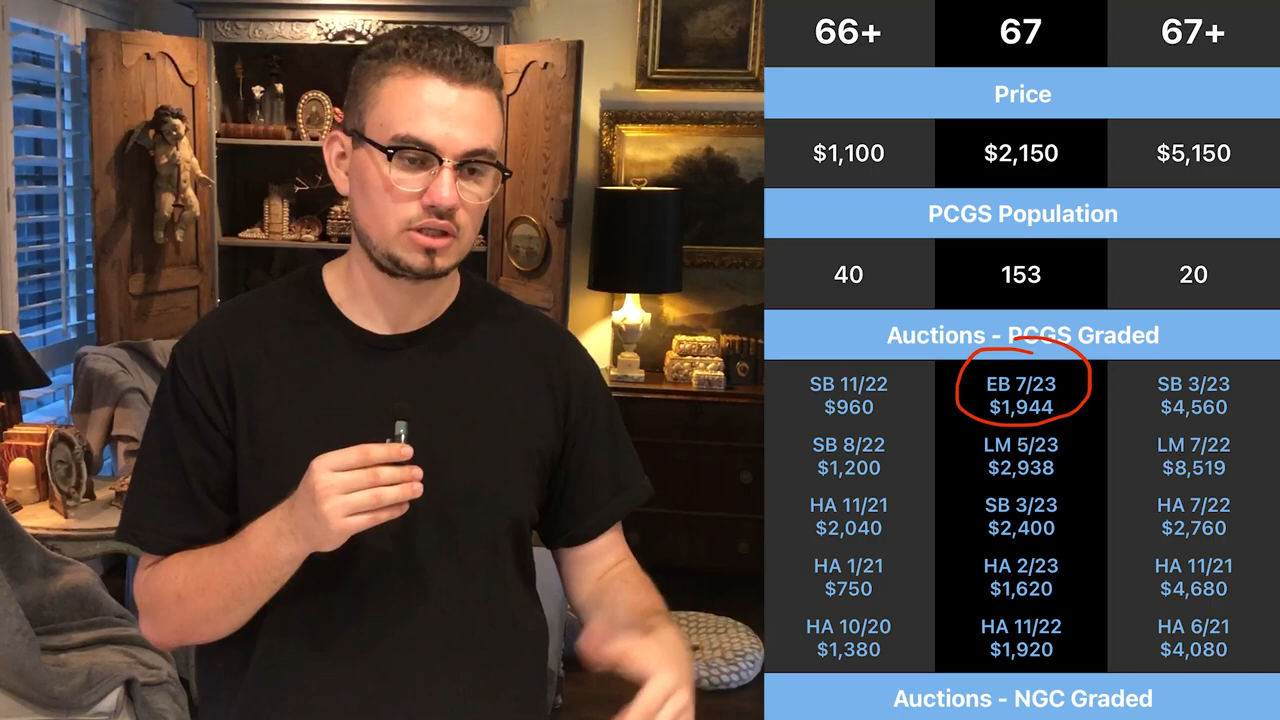 66+ 67 67+
Price
$1,100 $2,150 $5,150
PCGS Population
40 153 20
Auctions - PCGS Graded
SB 11/22 EB 7/23 SB 3/23
$960 $1,944 $4,560
SB 8/22 LM 5/23 LM 7/22
$1,200 $2,938 $8,519
HA 11/21 SB 3/23 HA 7/22
$2,040 $2,400 $2,760
HA 1/21 HA 2/23 HA 11/21
$750 $1,620 $4,680
HA 10/20 HA 11/22 HA 6/21
$1,380 $1,920 $4,080
Auctions - NGC Graded